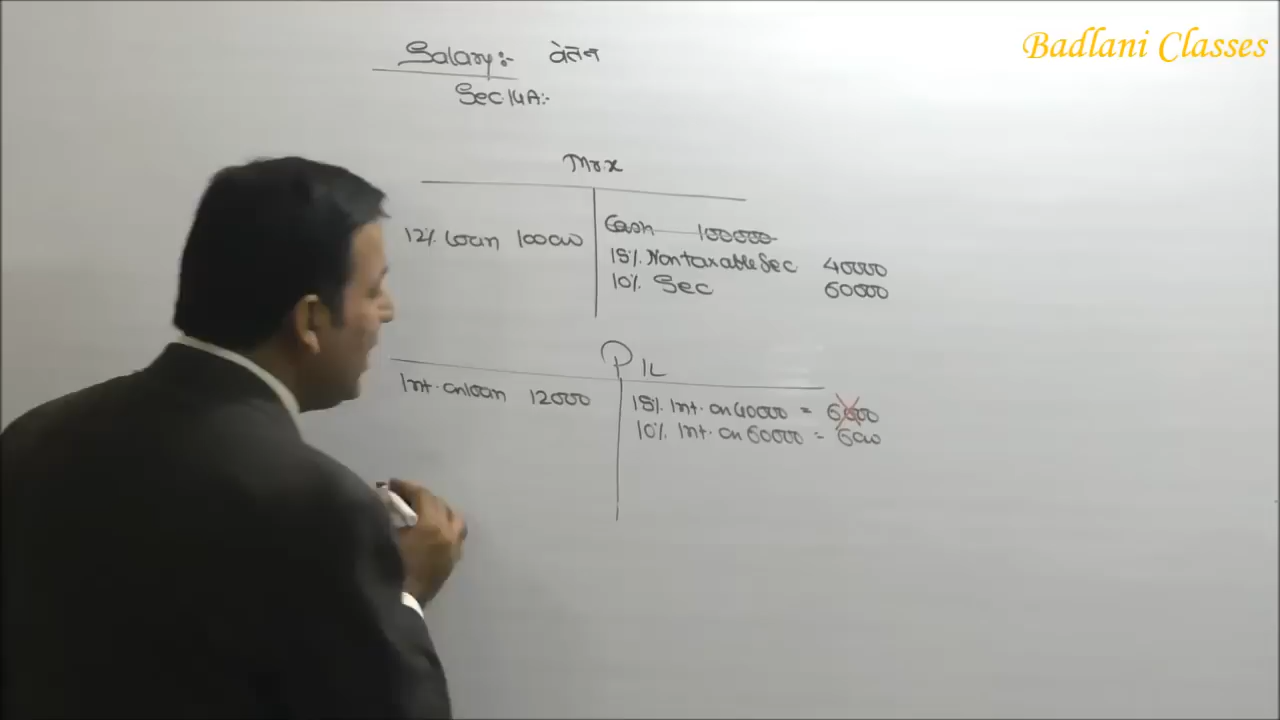 Badlani Classes
Salary:- वेतन
Sec.14A:-
Mr.X
Cash 100000
12% Loan 100000
15% Non taxable Sec 40000
10% Sec 60000
P/L
Int. on loan 12000
15% Int. on 40000 = 6000
10% Int. on 60000 = 6000